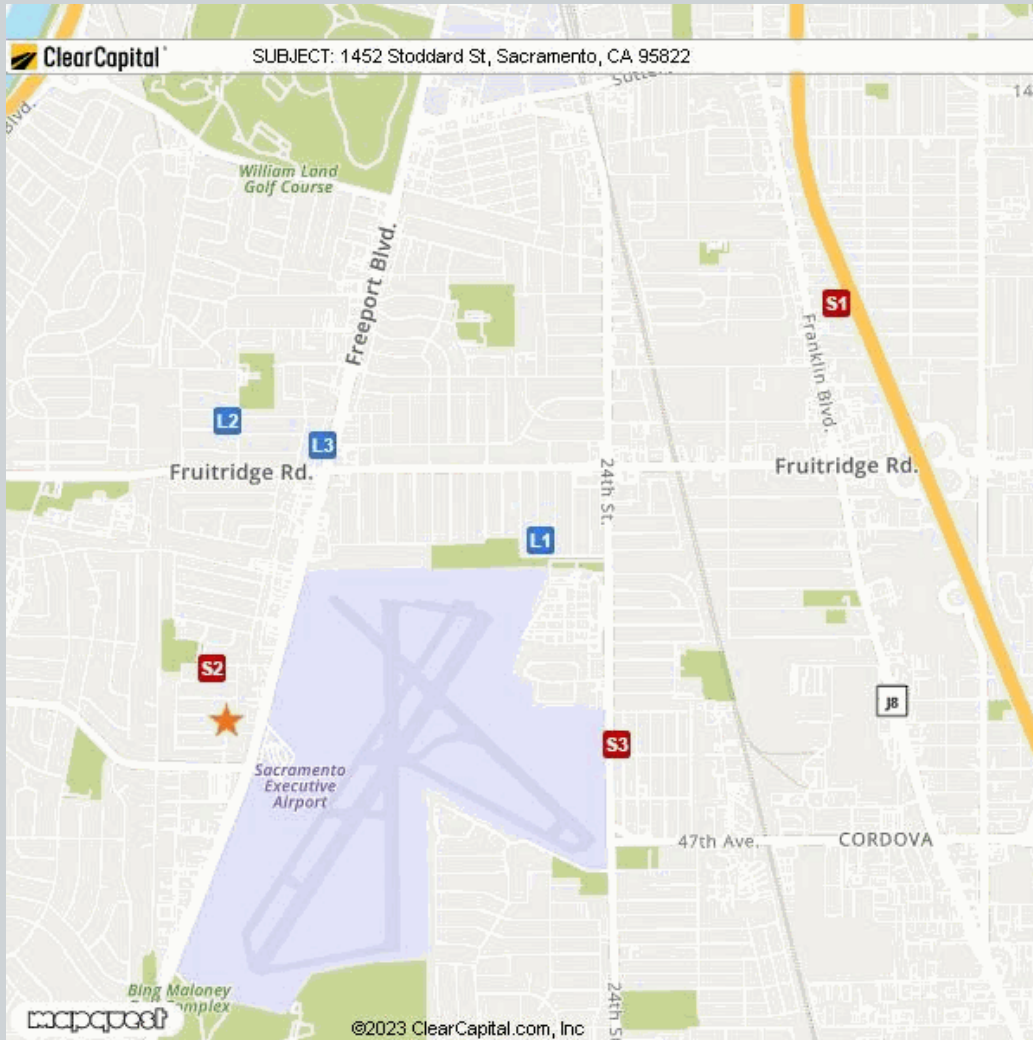 ClearCapital
SUBJECT: 1452 Stoddard St, Sacramento, CA 95822
Blvd.
14
William Land
Golf Course
Freeport Blvd.
S1
Franklin Blvd.
L2
L3
Fruitridge Rd.
24th St.
Fruitridge Rd.
L1
S2
J8
S3
Sacramento
Executive
Airport
47th Ave.
CORDOVA
Bing Maloney
Complex
24th St
mapquest
©2023 ClearCapital.com, Inc